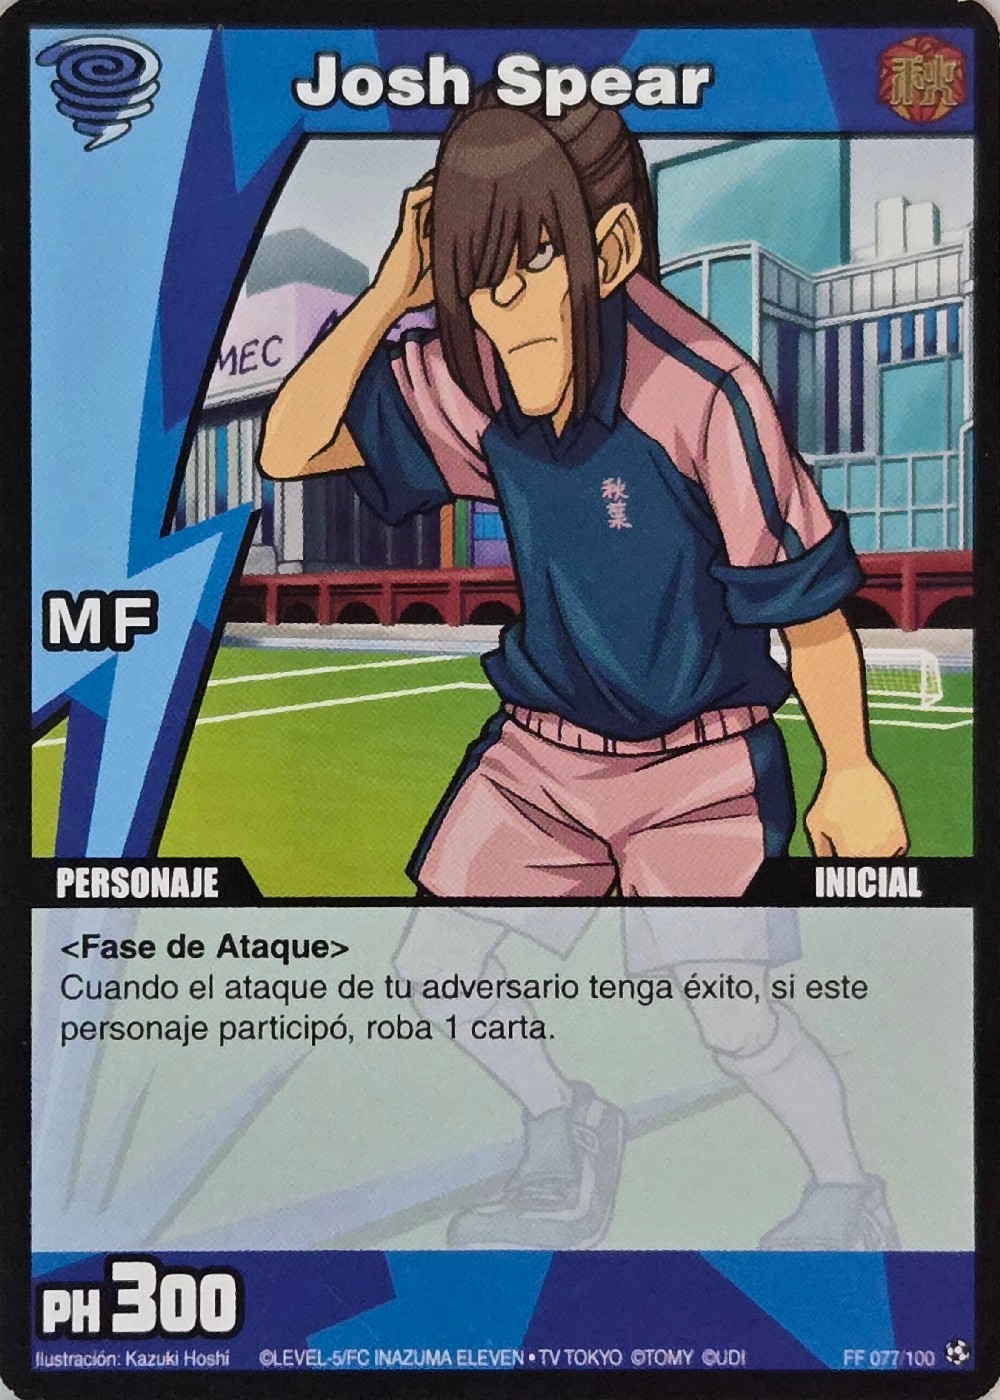 Josh Spear
秋
MEC
秋葉
MF
PERSONAJE
INICIAL
<Fase de Ataque>
Cuando el ataque de tu adversario tenga éxito, si este
personaje participó, roba 1 carta.
PH 300
Ilustración: Kazuki Hoshi ©LEVEL-5/FC INAZUMA ELEVEN • TV TOKYO ©TOMY ©UDI FF 077/100